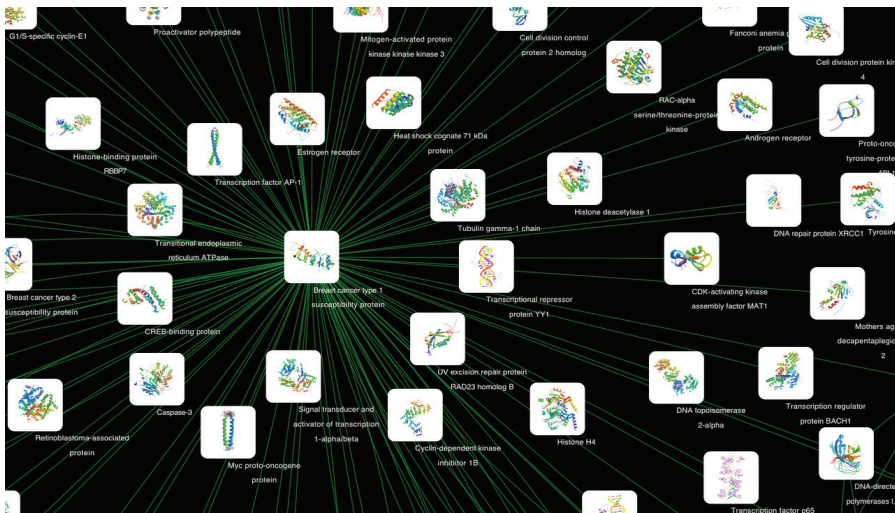 G1/S-specific cyclin-E1
Proactivator polypeptide
Mitogen-activated protein
kinase kinase kinase 3
Cell division control
protein 2 homolog
Fanconi anemia
protein
Cell division protein
4
Histone-binding protein
RBBP7
Transcription factor AP-1
Estrogen receptor
Heat shock cognate 71 kDa
protein
RAC-alpha
serine/threonine-protein
kinase
Androgen receptor
Proto-onco
tyrosine-prote
Transitional endoplasmic
reticulum ATPase
Tubulin gamma-1 chain
Histone deacetylase 1
DNA repair protein XRCC1
Tyrosine
Breast cancer type 2
susceptibility protein
CREB-binding protein
Breast cancer type 1
susceptibility protein
Transcriptional repressor
protein YY1
CDK-activating kinase
assembly factor MAT1
Mothers ag
decapentaplegic
2
Retinoblastoma-associated
protein
Caspase-3
Myc proto-oncogene
protein
Signal transducer and
activator of transcription
1-alpha/beta
UV excision repair protein
RAD23 homolog B
Cyclin-dependent kinase
inhibitor 1B
Histone H4
DNA topoisomerase
2-alpha
Transcription regulator
protein BACH1
Transcription factor p65
DNA-directe
polymerases I,